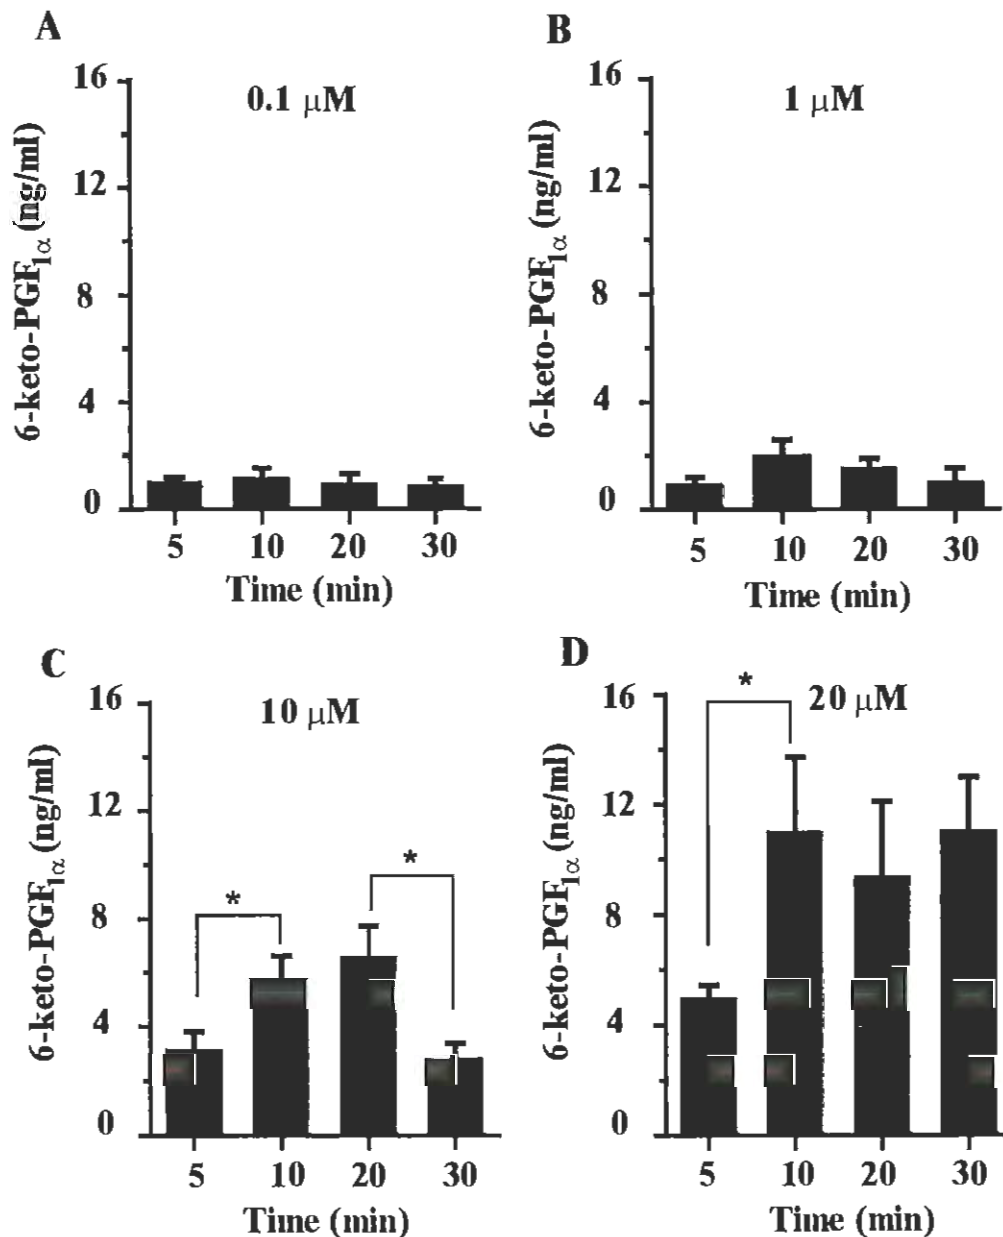 A
6-keto-PGF1α (ng/ml)
16
12
8
4
0
0.1 μM
5 10 20 30
Time (min)
B
6-keto-PGF1α (ng/ml)
16
12
8
4
0
1 μM
5 10 20 30
Time (min)
C
6-keto-PGF1α (ng/ml)
16
12
8
4
0
10 μM
* *
5 10 20 30
Time (min)
D
6-keto-PGF1α (ng/ml)
16
12
8
4
0
* 20 μM
5 10 20 30
Time (min)